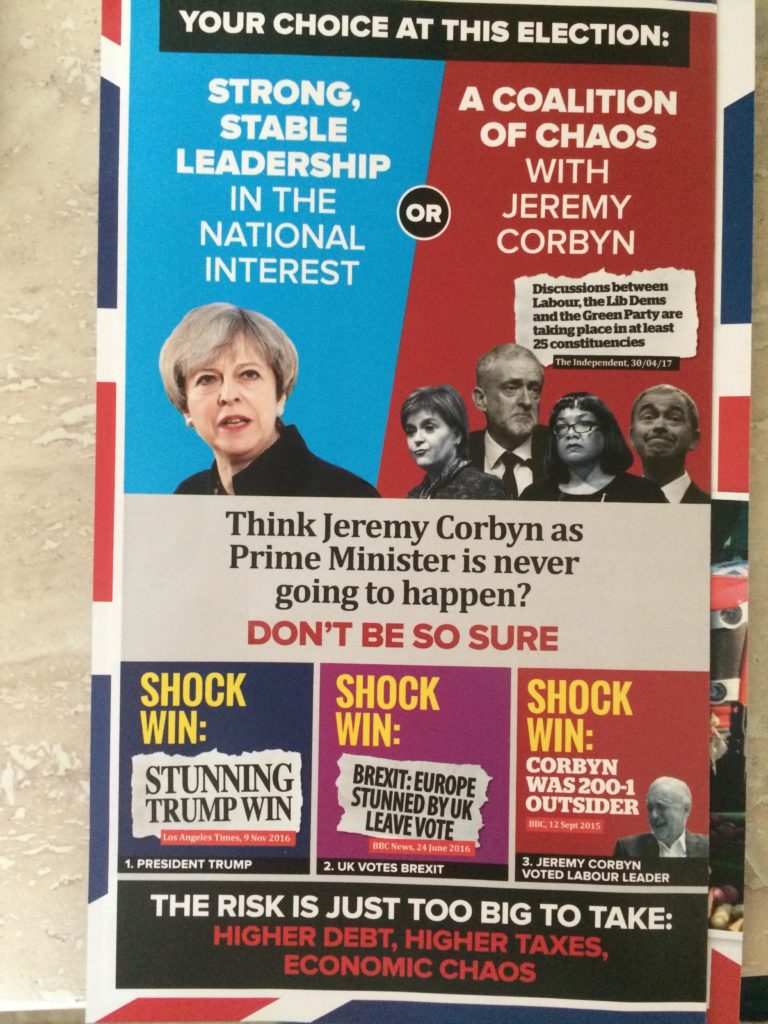 YOUR CHOICE AT THIS ELECTION:
STRONG,
STABLE
LEADERSHIP
IN THE
NATIONAL
INTEREST
OR
A COALITION
OF CHAOS
WITH
JEREMY
CORBYN
Discussions between
Labour, the Lib Dems
and the Green Party are
taking place in at least
25 constituencies
The Independent, 30/04/17
Think Jeremy Corbyn as
Prime Minister is never
going to happen?
DON'T BE SO SURE
SHOCK
WIN:
STUNNING
TRUMP WIN
Los Angeles Times, 9 Nov 2016
1. PRESIDENT TRUMP
SHOCK
WIN:
BREXIT: EUROPE
STUNNED BY UK
LEAVE VOTE
BBC News, 24 June 2016
2. UK VOTES BREXIT
SHOCK
WIN:
CORBYN
WAS 200-1
OUTSIDER
BBC, 12 Sept 2015
3. JEREMY CORBYN
VOTED LABOUR LEADER
THE RISK IS JUST TOO BIG TO TAKE:
HIGHER DEBT, HIGHER TAXES,
ECONOMIC CHAOS